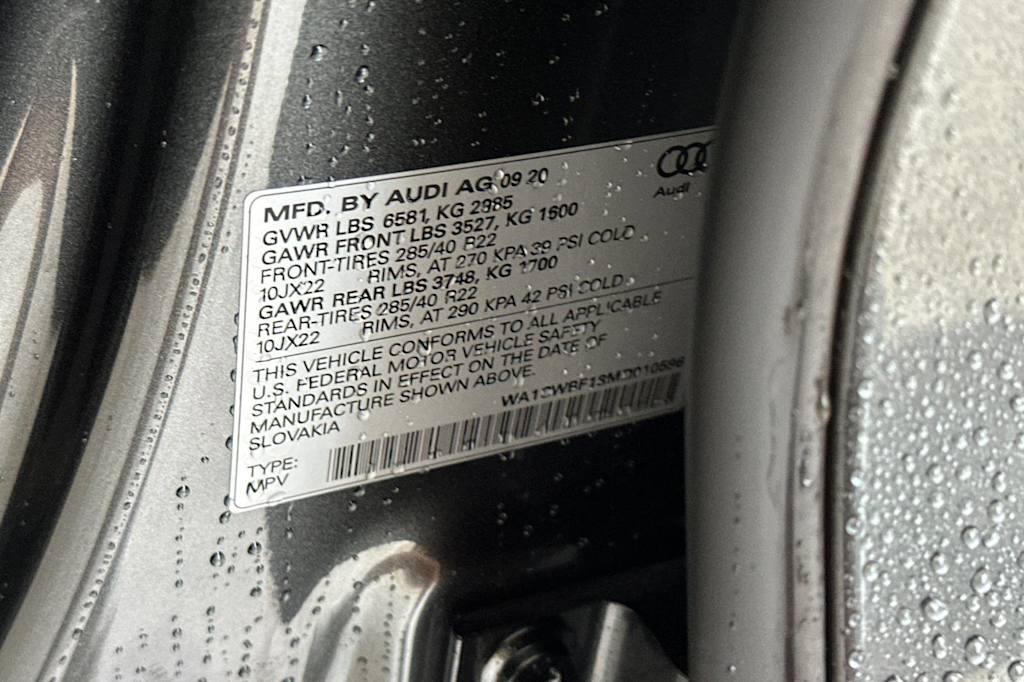 MFD. BY AUDI AG 09 20
Audi
GVWR LBS 6581, KG 2985
GAWR FRONT LBS 3527, KG 1600
FRONT-TIRES 285/40 R22
10JX22 RIMS, AT 270 KPA 39 PSI COLD
GAWR REAR LBS 3748, KG 1700
REAR-TIRES 285/40 R22
10JX22 RIMS, AT 290 KPA 42 PSI COLD
THIS VEHICLE CONFORMS TO ALL APPLICABLE
U.S. FEDERAL MOTOR VEHICLE SAFETY
STANDARDS IN EFFECT ON THE DATE OF
MANUFACTURE SHOWN ABOVE.
SLOVAKIA
TYPE:
MPV